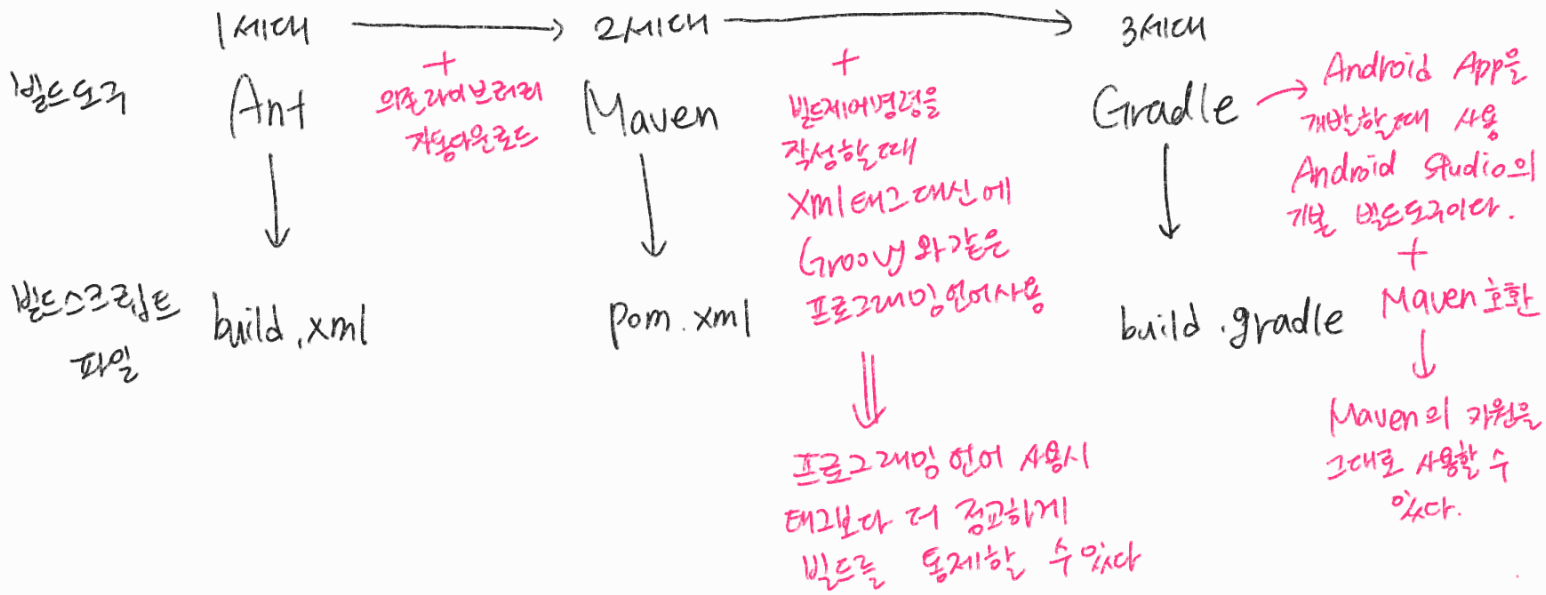 1세대
2세대
3세대
빌드도구
Ant
+
의존라이브러리
자동다운로드
Maven
+
빌드제어명령을
작성할때
xml태그대신에
Groovy와같은
프로그래밍언어사용
Gradle
Android App을
개발할때 사용
Android Studio의
기본 빌드도구이다.
+
Maven호환
Maven의 자원을
그대로 사용할 수
있다.
빌드스크립트
파일
build.xml
pom.xml
build.gradle
프로그래밍 언어 사용시
태그보다 더 정교하게
빌드를 통제할 수 있다